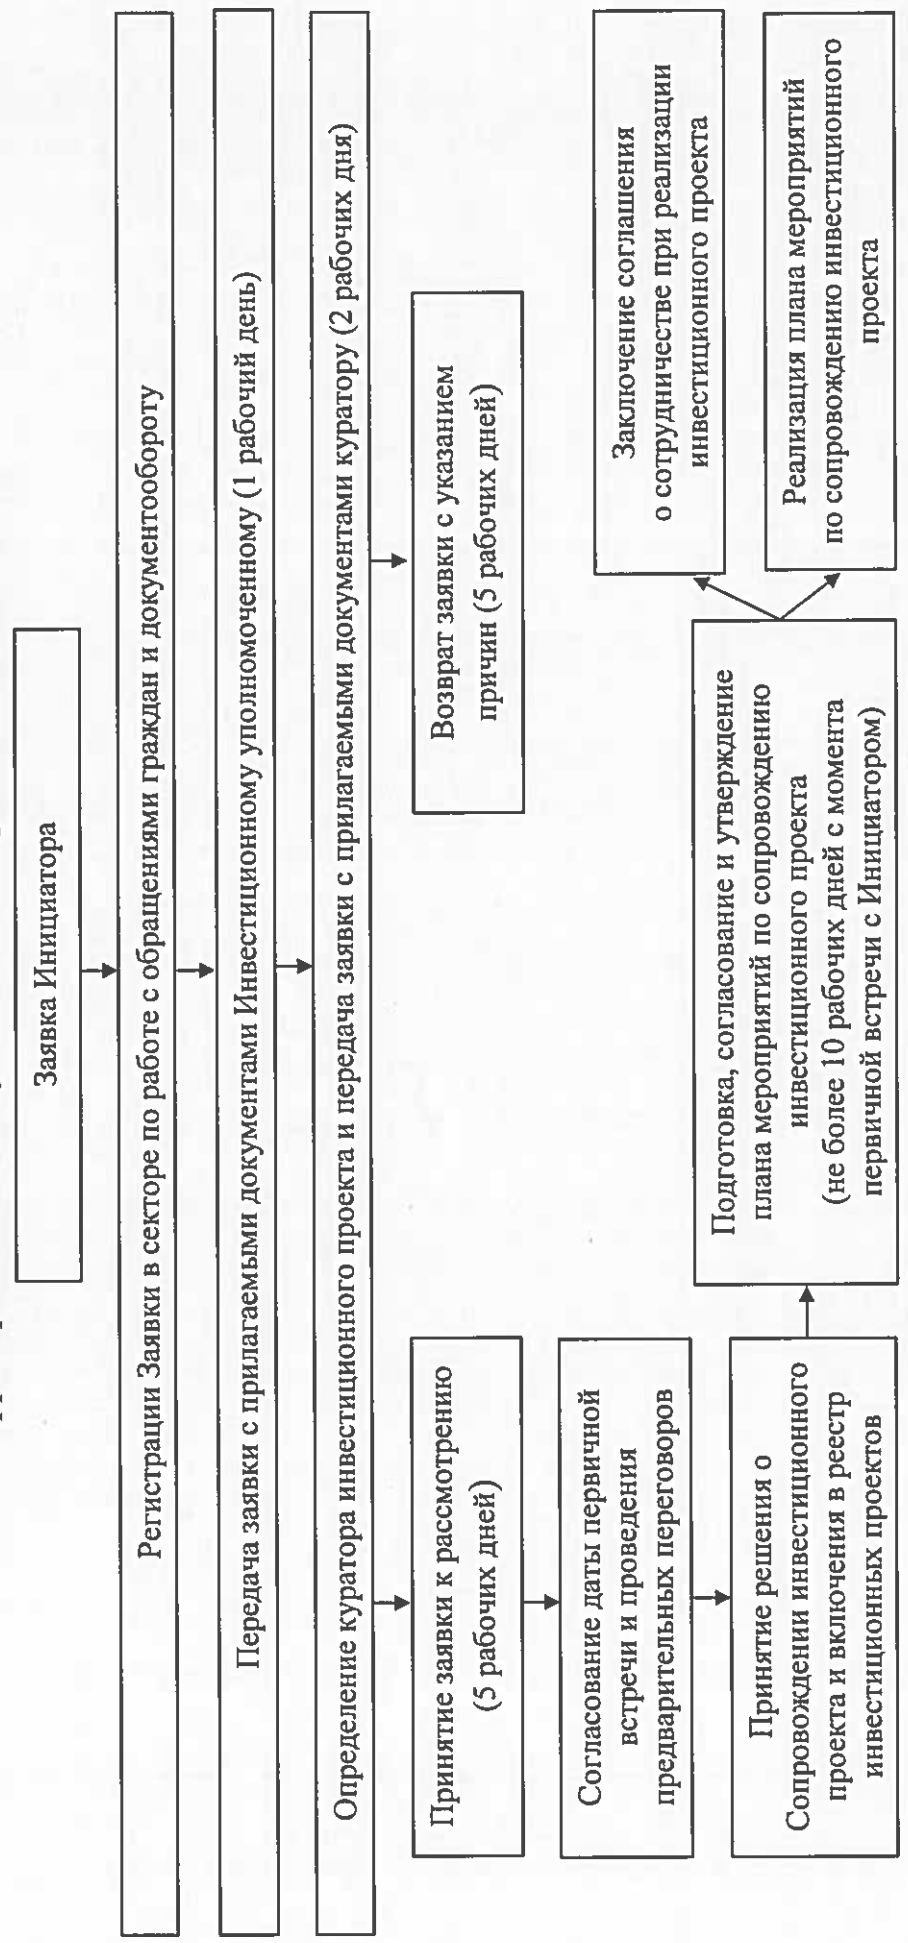 Заявка Инициатора
Регистрации Заявки в секторе по работе с обращениями граждан и документообороту
Передача заявки с прилагаемыми документами Инвестиционному уполномоченному (1 рабочий день)
Определение куратора инвестиционного проекта и передача заявки с прилагаемыми документами куратору (2 рабочих дня)
Принятие заявки к рассмотрению
(5 рабочих дней)
Возврат заявки с указанием
причин (5 рабочих дней)
Согласование даты первичной
встречи и проведения
предварительных переговоров
Принятие решения о
Сопровождении инвестиционного
проекта и включения в реестр
инвестиционных проектов
Подготовка, согласование и утверждение
плана мероприятий по сопровождению
инвестиционного проекта
(не более 10 рабочих дней с момента
первичной встречи с Инициатором)
Заключение соглашения
о сотрудничестве при реализации
инвестиционного проекта
Реализация плана мероприятий
по сопровождению инвестиционного
проекта